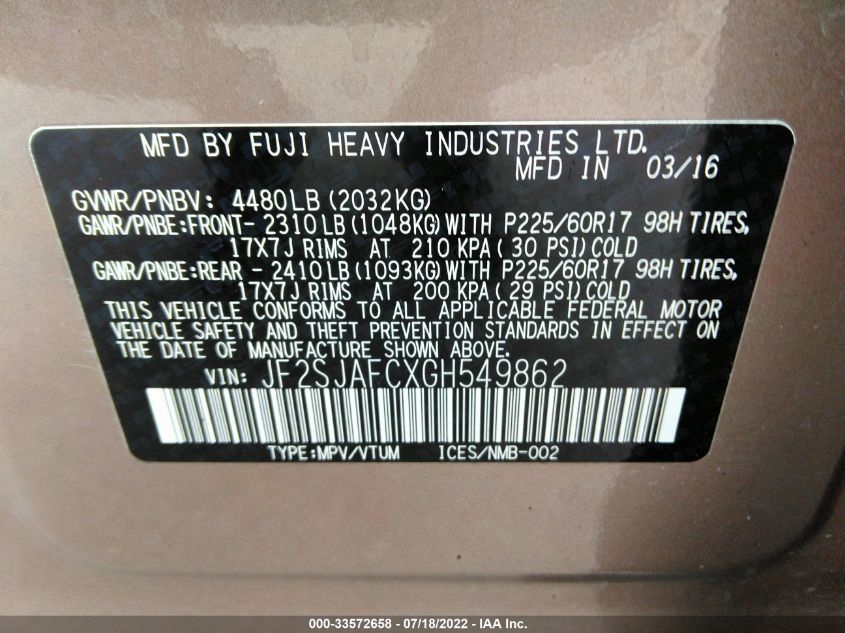 MFD BY FUJI HEAVY INDUSTRIES LTD.
MFD IN 03/16
GVWR/PNBV: 4480LB (2032KG)
GAWR/PNBE:FRONT- 2310LB (1048KG) WITH P225/60R17 98H TIRES,
17X7J RIMS AT 210 KPA ( 30 PSI) COLD
GAWR/PNBE:REAR - 2410LB (1093KG) WITH P225/60R17 98H TIRES,
17X7J RIMS AT 200 KPA ( 29 PSI) COLD
THIS VEHICLE CONFORMS TO ALL APPLICABLE FEDERAL MOTOR
VEHICLE SAFETY AND THEFT PREVENTION STANDARDS IN EFFECT ON
THE DATE OF MANUFACTURE SHOWN ABOVE.
VIN: JF2SJAFCXGH549862
TYPE:MPV/VTUM ICES/NMB-002
000-33572658 - 07/18/2022 - IAA Inc.